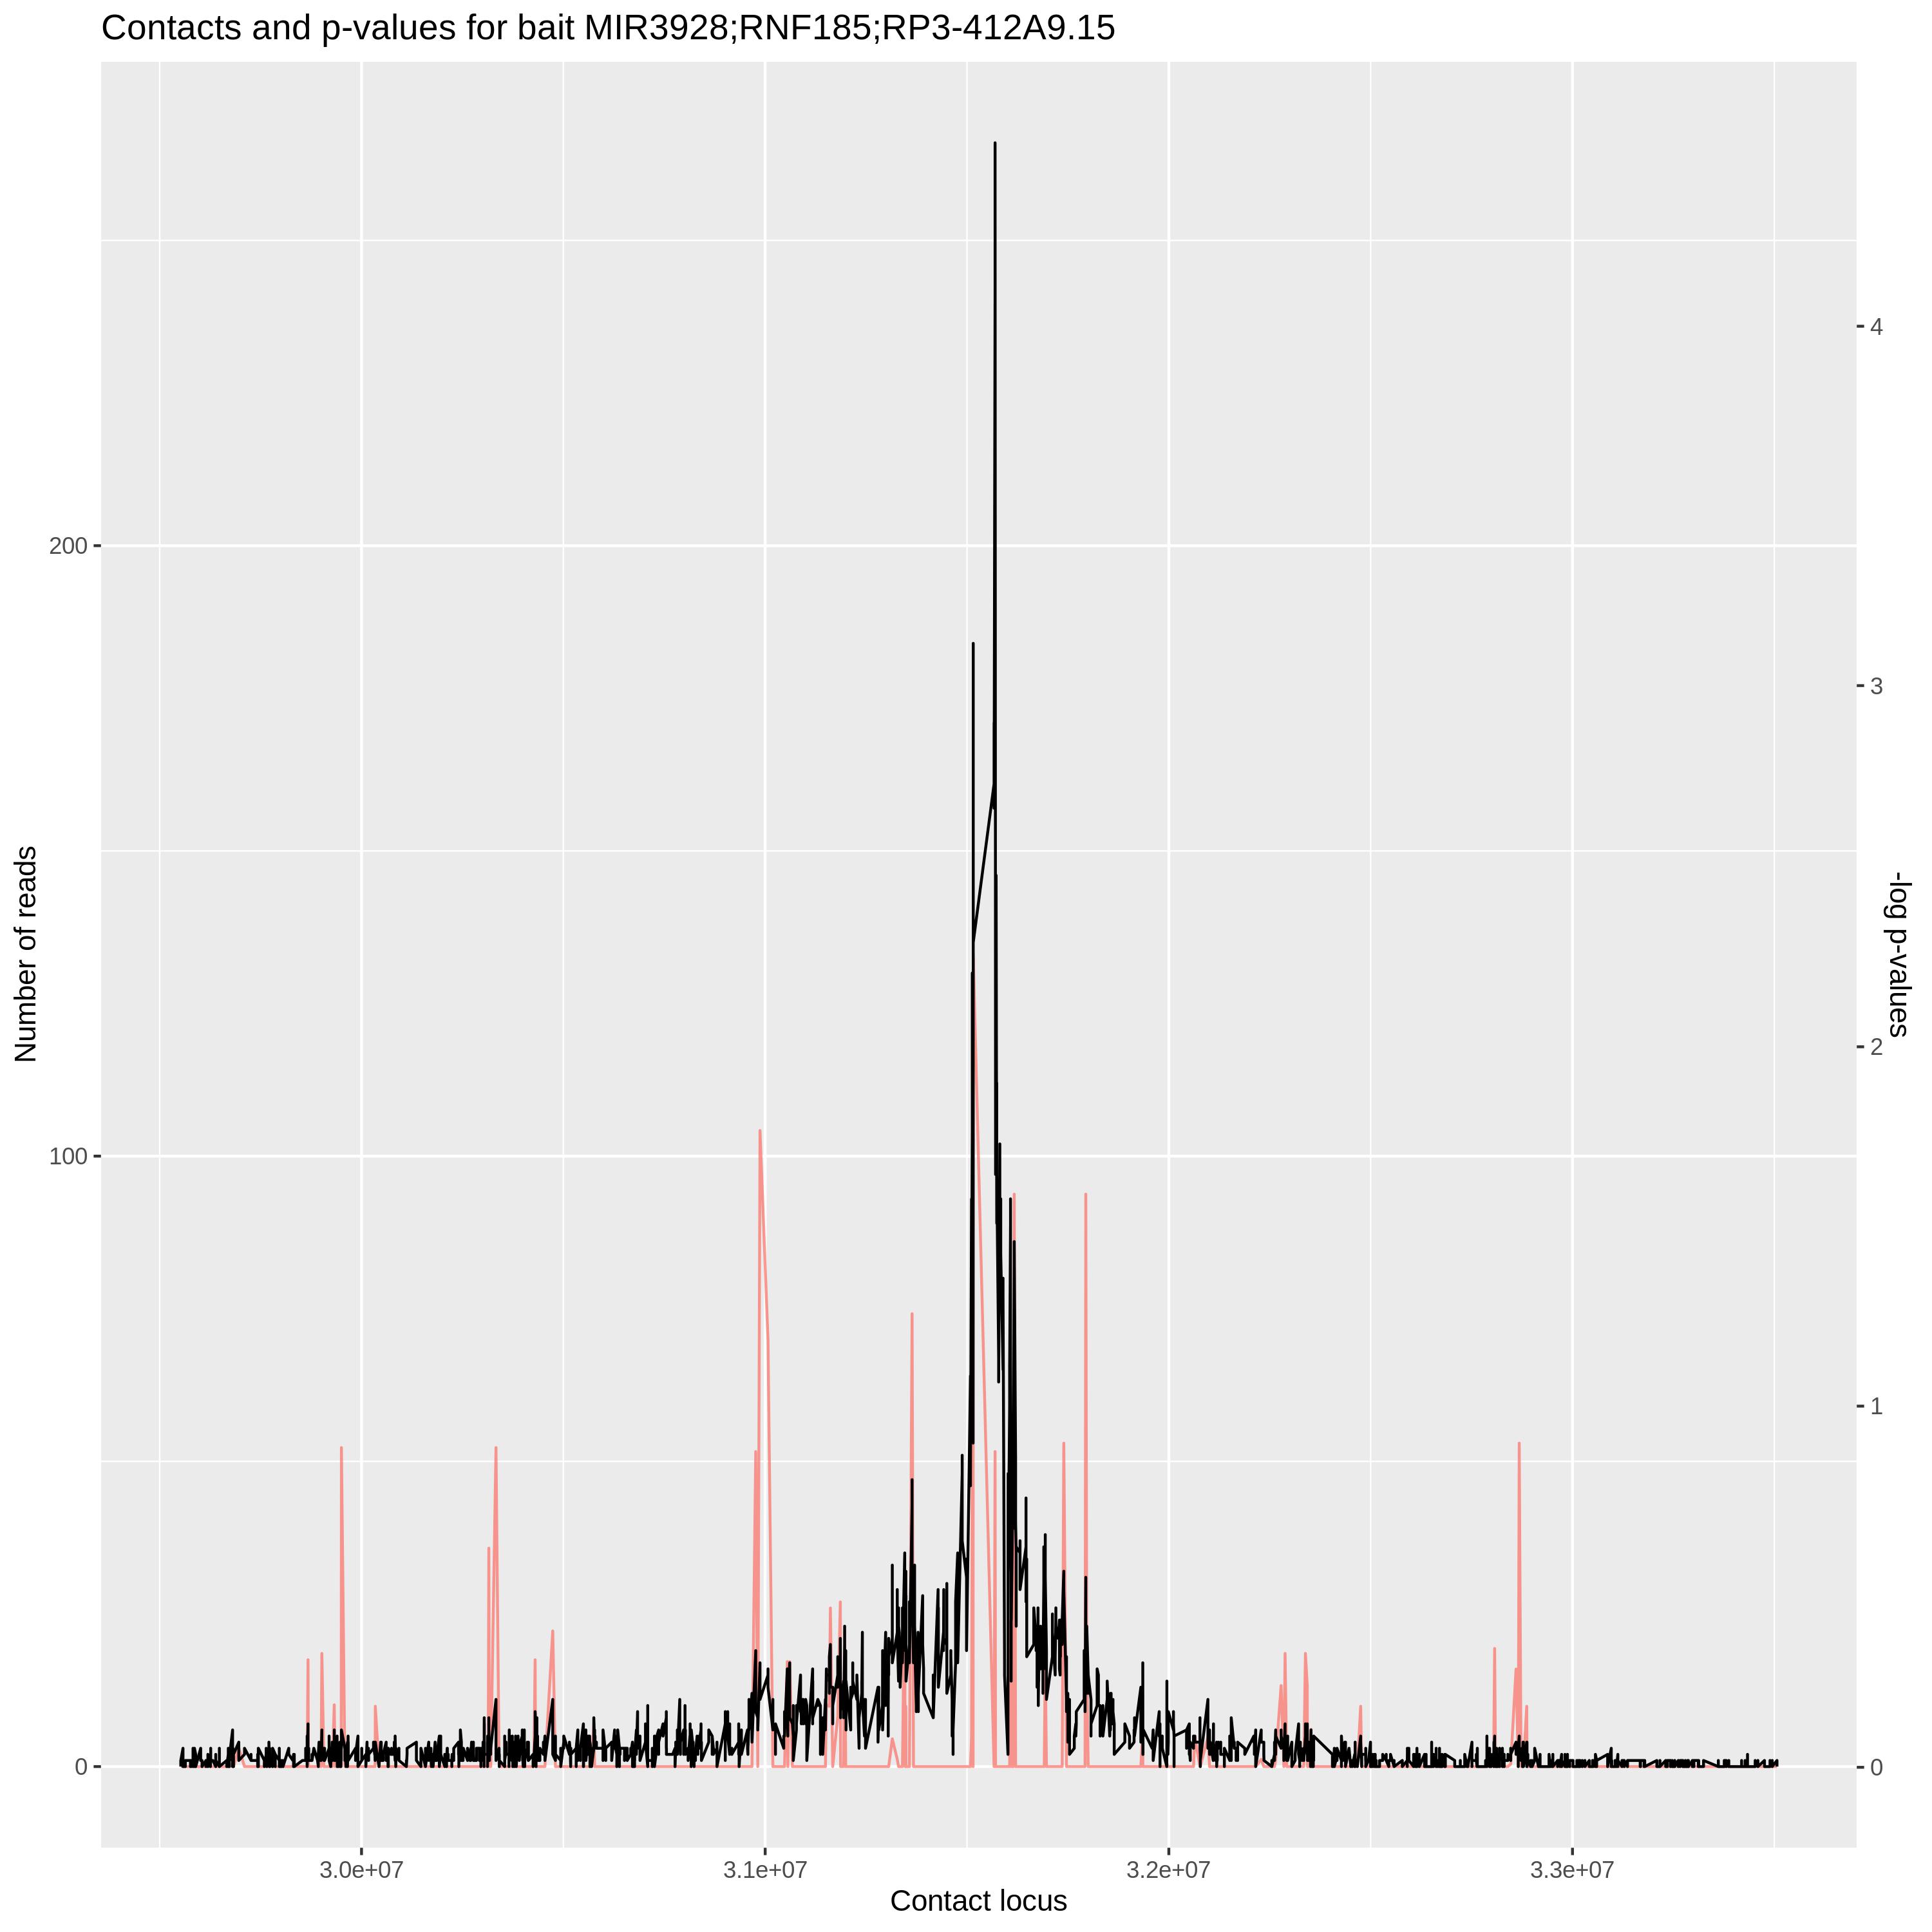 Contacts and p-values for bait MIR3928;RNF185;RP3-412A9.15
Number of reads
200
100
0
-log p-values
4
3
2
1
0
3.0e+07
3.1e+07
3.2e+07
3.3e+07
Contact locus